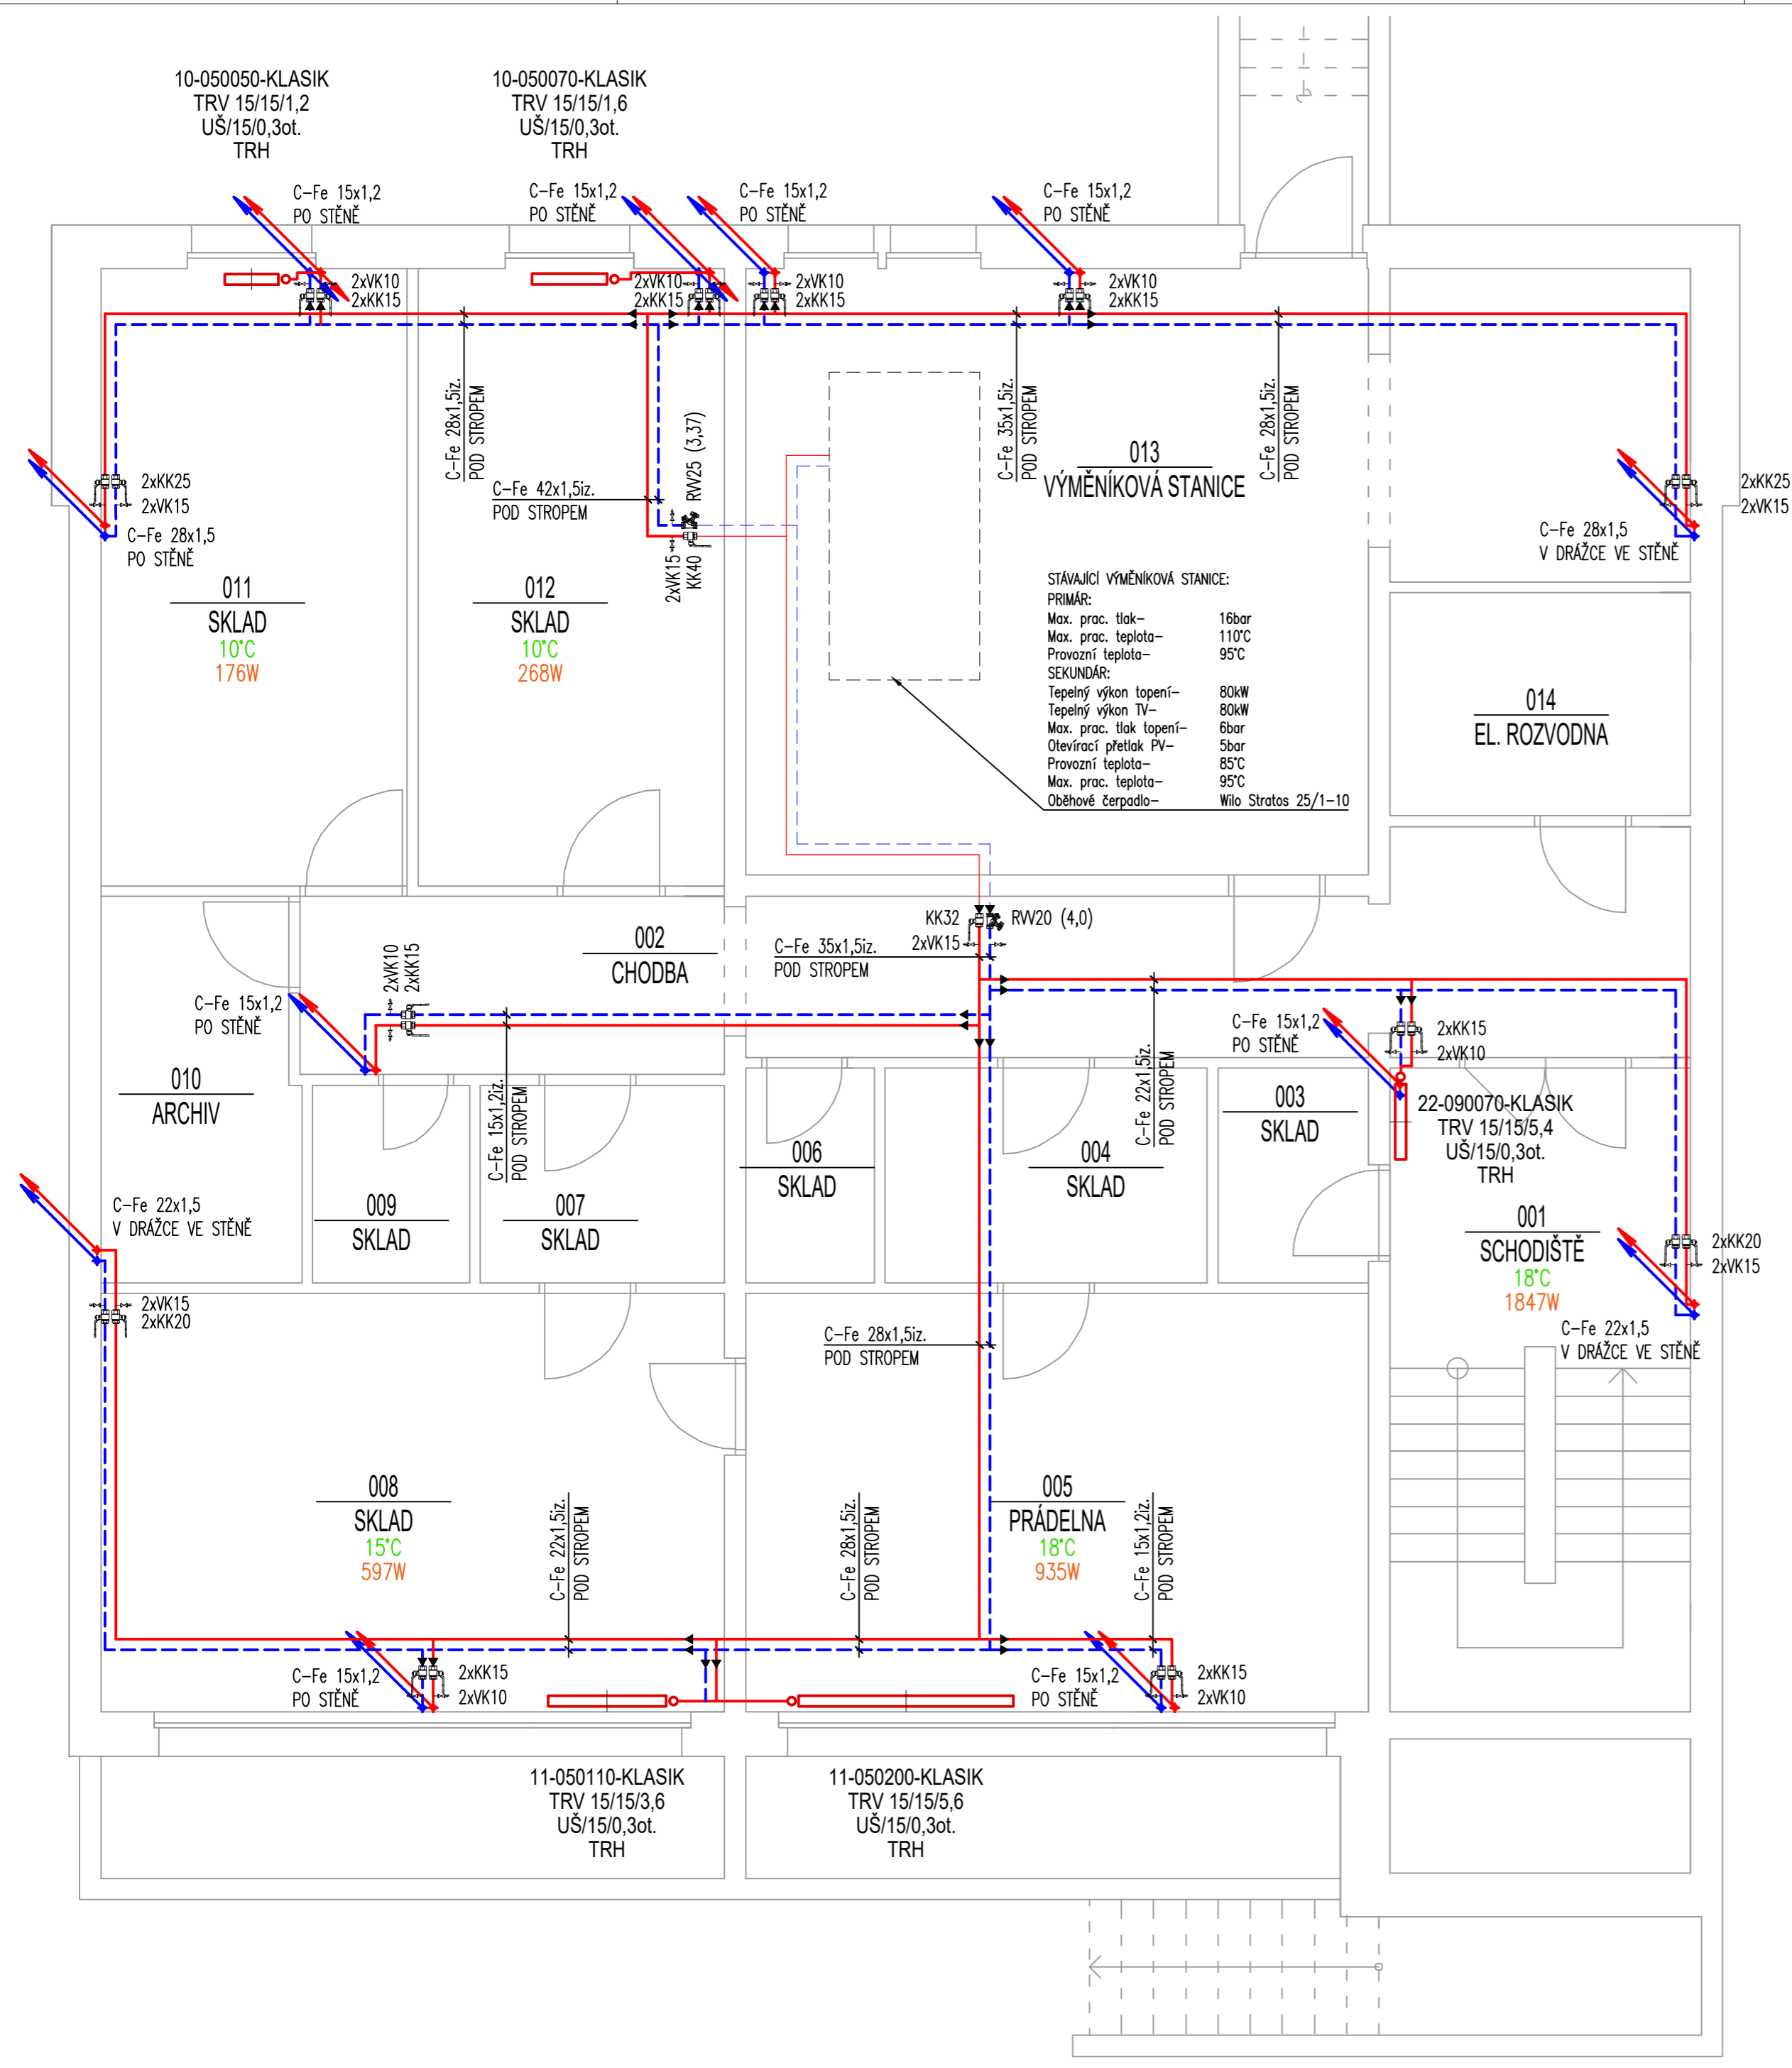 10-050050-KLASIK
TRV 15/15/1,2
UŠ/15/0,3ot.
TRH
10-050070-KLASIK
TRV 15/15/1,6
UŠ/15/0,3ot.
TRH
C-Fe 15x1,2
PO STĚNĚ
C-Fe 15x1,2
PO STĚNĚ
C-Fe 15x1,2
PO STĚNĚ
C-Fe 15x1,2
PO STĚNĚ
2xVK10
2xKK15
2xVK10
2xKK15
2xVK10
2xKK15
2xVK10
2xKK15
C-Fe 28x1,5iz.
POD STROPEM
C-Fe 35x1,5iz.
POD STROPEM
C-Fe 28x1,5iz.
POD STROPEM
RVV25 (3,37)
2xVK15
KK40
C-Fe 42x1,5iz.
POD STROPEM
2xKK25
2xVK15
C-Fe 28x1,5
PO STĚNĚ
013
VÝMĚNÍKOVÁ STANICE
2xKK25
2xVK15
C-Fe 28x1,5
V DRÁŽCE VE STĚNĚ
011
SKLAD
10°C
176W
012
SKLAD
10°C
268W
STÁVAJÍCÍ VÝMĚNÍKOVÁ STANICE:
PRIMÁR:
Max. prac. tlak- 16bar
Max. prac. teplota- 110°C
Provozní teplota- 95°C
SEKUNDÁR:
Tepelný výkon topení- 80kW
Tepelný výkon TV- 80kW
Max. prac. tlak topení- 6bar
Otevírací přetlak PV- 5bar
Provozní teplota- 85°C
Max. prac. teplota- 95°C
Oběhové čerpadlo- Wilo Stratos 25/1-10
014
EL. ROZVODNA
KK32
RVV20 (4,0)
2xVK15
C-Fe 35x1,5iz.
POD STROPEM
002
CHODBA
2xVK10
2xKK15
C-Fe 15x1,2
PO STĚNĚ
C-Fe 15x1,2iz.
POD STROPEM
C-Fe 22x1,5iz.
POD STROPEM
C-Fe 15x1,2
PO STĚNĚ
2xKK15
2xVK10
010
ARCHIV
22-090070-KLASIK
TRV 15/15/5,4
UŠ/15/0,3ot.
TRH
003
SKLAD
006
SKLAD
004
SKLAD
009
SKLAD
007
SKLAD
C-Fe 22x1,5
V DRÁŽCE VE STĚNĚ
001
SCHODIŠTĚ
18°C
1847W
2xKK20
2xVK15
2xVK15
2xKK20
C-Fe 28x1,5iz.
POD STROPEM
C-Fe 22x1,5
V DRÁŽCE VE STĚNĚ
008
SKLAD
15°C
597W
C-Fe 22x1,5iz.
POD STROPEM
C-Fe 28x1,5iz.
POD STROPEM
005
PRÁDELNA
18°C
935W
C-Fe 15x1,2iz.
POD STROPEM
C-Fe 15x1,2
PO STĚNĚ
2xKK15
2xVK10
C-Fe 15x1,2
PO STĚNĚ
2xKK15
2xVK10
11-050110-KLASIK
TRV 15/15/3,6
UŠ/15/0,3ot.
TRH
11-050200-KLASIK
TRV 15/15/5,6
UŠ/15/0,3ot.
TRH